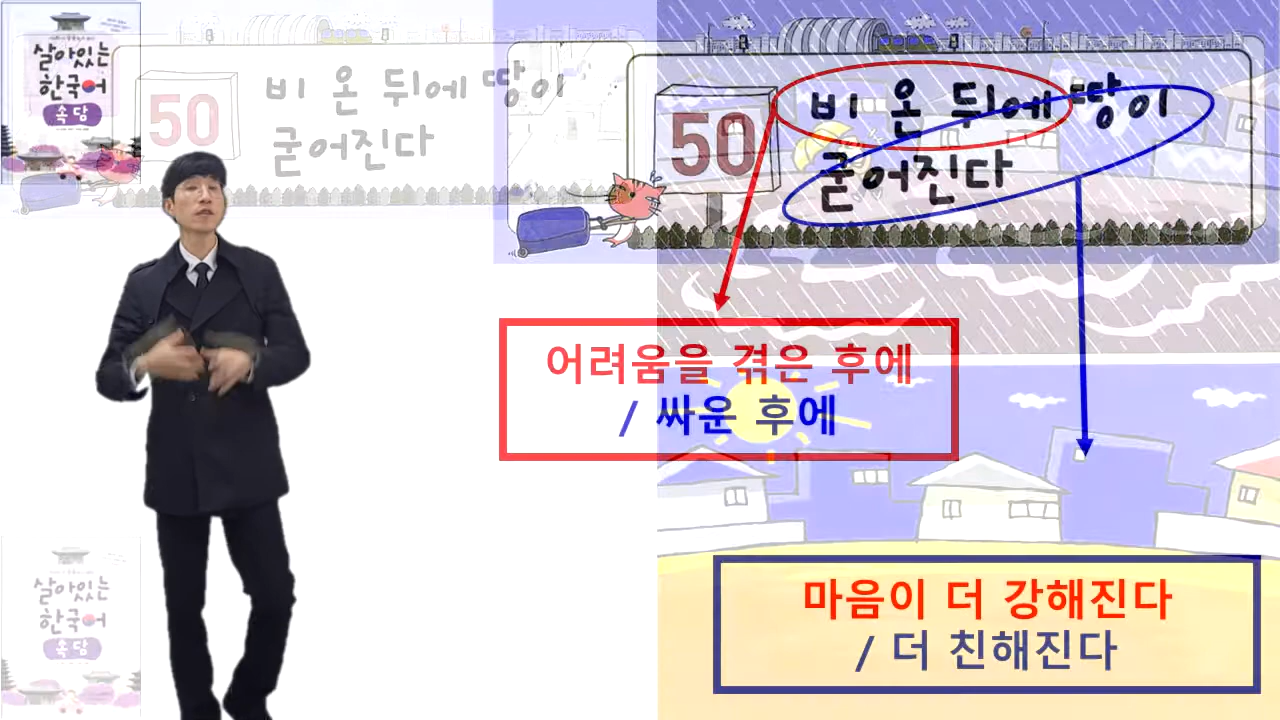 살아있는
한국어
속담
50
비 온 뒤에 땅이
굳어진다
50
비 온 뒤에 땅이
굳어진다
어려움을 겪은 후에
/ 싸운 후에
마음이 더 강해진다
/ 더 친해진다
살아있는
한국어
속담